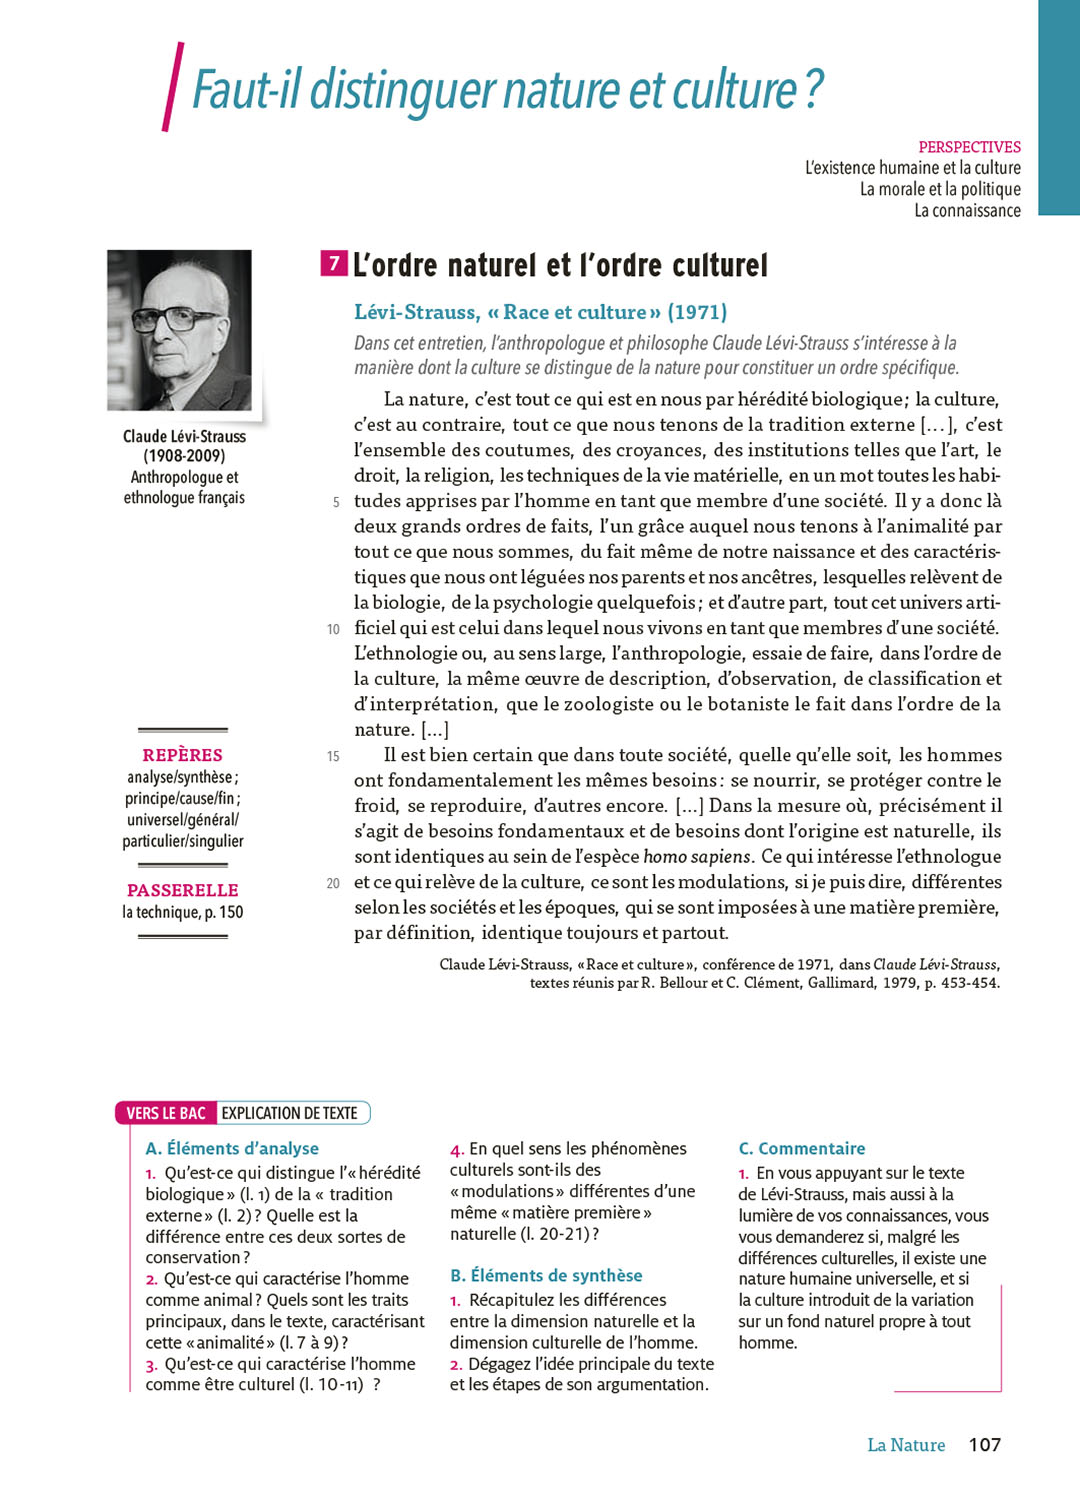 Faut-il distinguer nature et culture ?
PERSPECTIVES
L'existence humaine et la culture
La morale et la politique
La connaissance
7 L'ordre naturel et l'ordre culturel
Lévi-Strauss, « Race et culture » (1971)
Dans cet entretien, l'anthropologue et philosophe Claude Lévi-Strauss s'intéresse à la
manière dont la culture se distingue de la nature pour constituer un ordre spécifique.
Claude Lévi-Strauss
(1908-2009)
Anthropologue et
ethnologue français
La nature, c'est tout ce qui est en nous par hérédité biologique ; la culture,
c'est au contraire, tout ce que nous tenons de la tradition externe [...], c'est
l'ensemble des coutumes, des croyances, des institutions telles que l'art, le
droit, la religion, les techniques de la vie matérielle, en un mot toutes les habi-
5 tudes apprises par l'homme en tant que membre d'une société. Il y a donc là
deux grands ordres de faits, l'un grâce auquel nous tenons à l'animalité par
tout ce que nous sommes, du fait même de notre naissance et des caractéris-
tiques que nous ont léguées nos parents et nos ancêtres, lesquelles relèvent de
la biologie, de la psychologie quelquefois ; et d'autre part, tout cet univers arti-
10 ficiel qui est celui dans lequel nous vivons en tant que membres d'une société.
L'ethnologie ou, au sens large, l'anthropologie, essaie de faire, dans l'ordre de
la culture, la même œuvre de description, d'observation, de classification et
d'interprétation, que le zoologiste ou le botaniste le fait dans l'ordre de la
nature. [...]
15 Il est bien certain que dans toute société, quelle qu'elle soit, les hommes
ont fondamentalement les mêmes besoins : se nourrir, se protéger contre le
froid, se reproduire, d'autres encore. [...] Dans la mesure où, précisément il
s'agit de besoins fondamentaux et de besoins dont l'origine est naturelle, ils
sont identiques au sein de l'espèce homo sapiens. Ce qui intéresse l'ethnologue
20 et ce qui relève de la culture, ce sont les modulations, si je puis dire, différentes
selon les sociétés et les époques, qui se sont imposées à une matière première,
par définition, identique toujours et partout.
Claude Lévi-Strauss, « Race et culture », conférence de 1971, dans Claude Lévi-Strauss,
textes réunis par R. Bellour et C. Clément, Gallimard, 1979, p. 453-454.
REPÈRES
analyse/synthèse ;
principe/cause/fin ;
universel/général/
particulier/singulier
PASSERELLE
la technique, p. 150
VERS LE BAC EXPLICATION DE TEXTE
A. Éléments d'analyse
1. Qu'est-ce qui distingue l'« hérédité
biologique » (l. 1) de la « tradition
externe » (l. 2) ? Quelle est la
différence entre ces deux sortes de
conservation ?
2. Qu'est-ce qui caractérise l'homme
comme animal ? Quels sont les traits
principaux, dans le texte, caractérisant
cette « animalité » (l. 7 à 9) ?
3. Qu'est-ce qui caractérise l'homme
comme être culturel (l. 10-11) ?
4. En quel sens les phénomènes
culturels sont-ils des
« modulations » différentes d'une
même « matière première »
naturelle (l. 20-21) ?
B. Éléments de synthèse
1. Récapitulez les différences
entre la dimension naturelle et la
dimension culturelle de l'homme.
2. Dégagez l'idée principale du texte
et les étapes de son argumentation.
C. Commentaire
1. En vous appuyant sur le texte
de Lévi-Strauss, mais aussi à la
lumière de vos connaissances, vous
vous demanderez si, malgré les
différences culturelles, il existe une
nature humaine universelle, et si
la culture introduit de la variation
sur un fond naturel propre à tout
homme.
La Nature 107